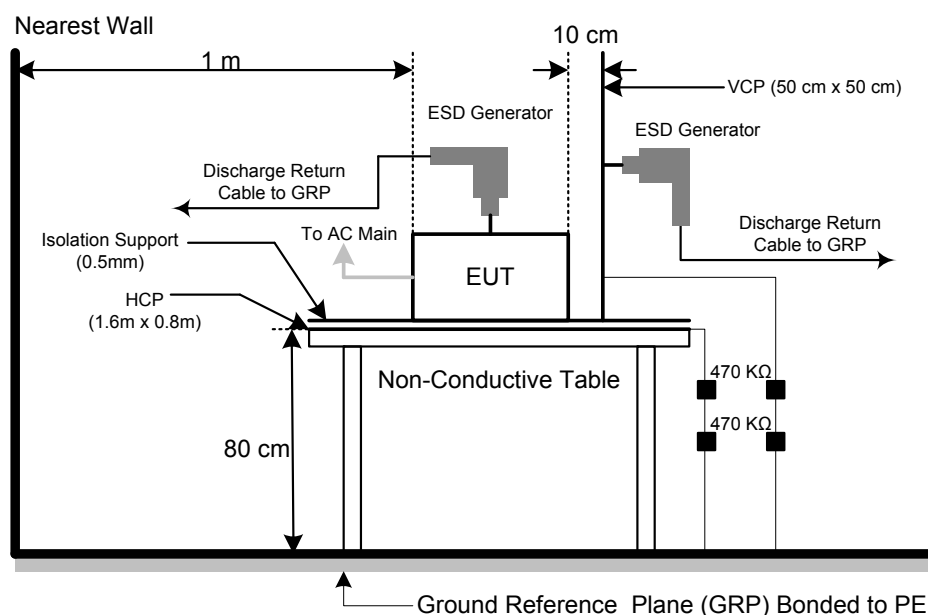 Nearest Wall
10 cm
1 m
VCP (50 cm x 50 cm)
ESD Generator
ESD Generator
Discharge Return
Cable to GRP
Discharge Return
Cable to GRP
To AC Main
Isolation Support
(0.5mm)
EUT
HCP
(1.6m x 0.8m)
470 KΩ
Non-Conductive Table
470 KΩ
80 cm
Ground Reference Plane (GRP) Bonded to PE